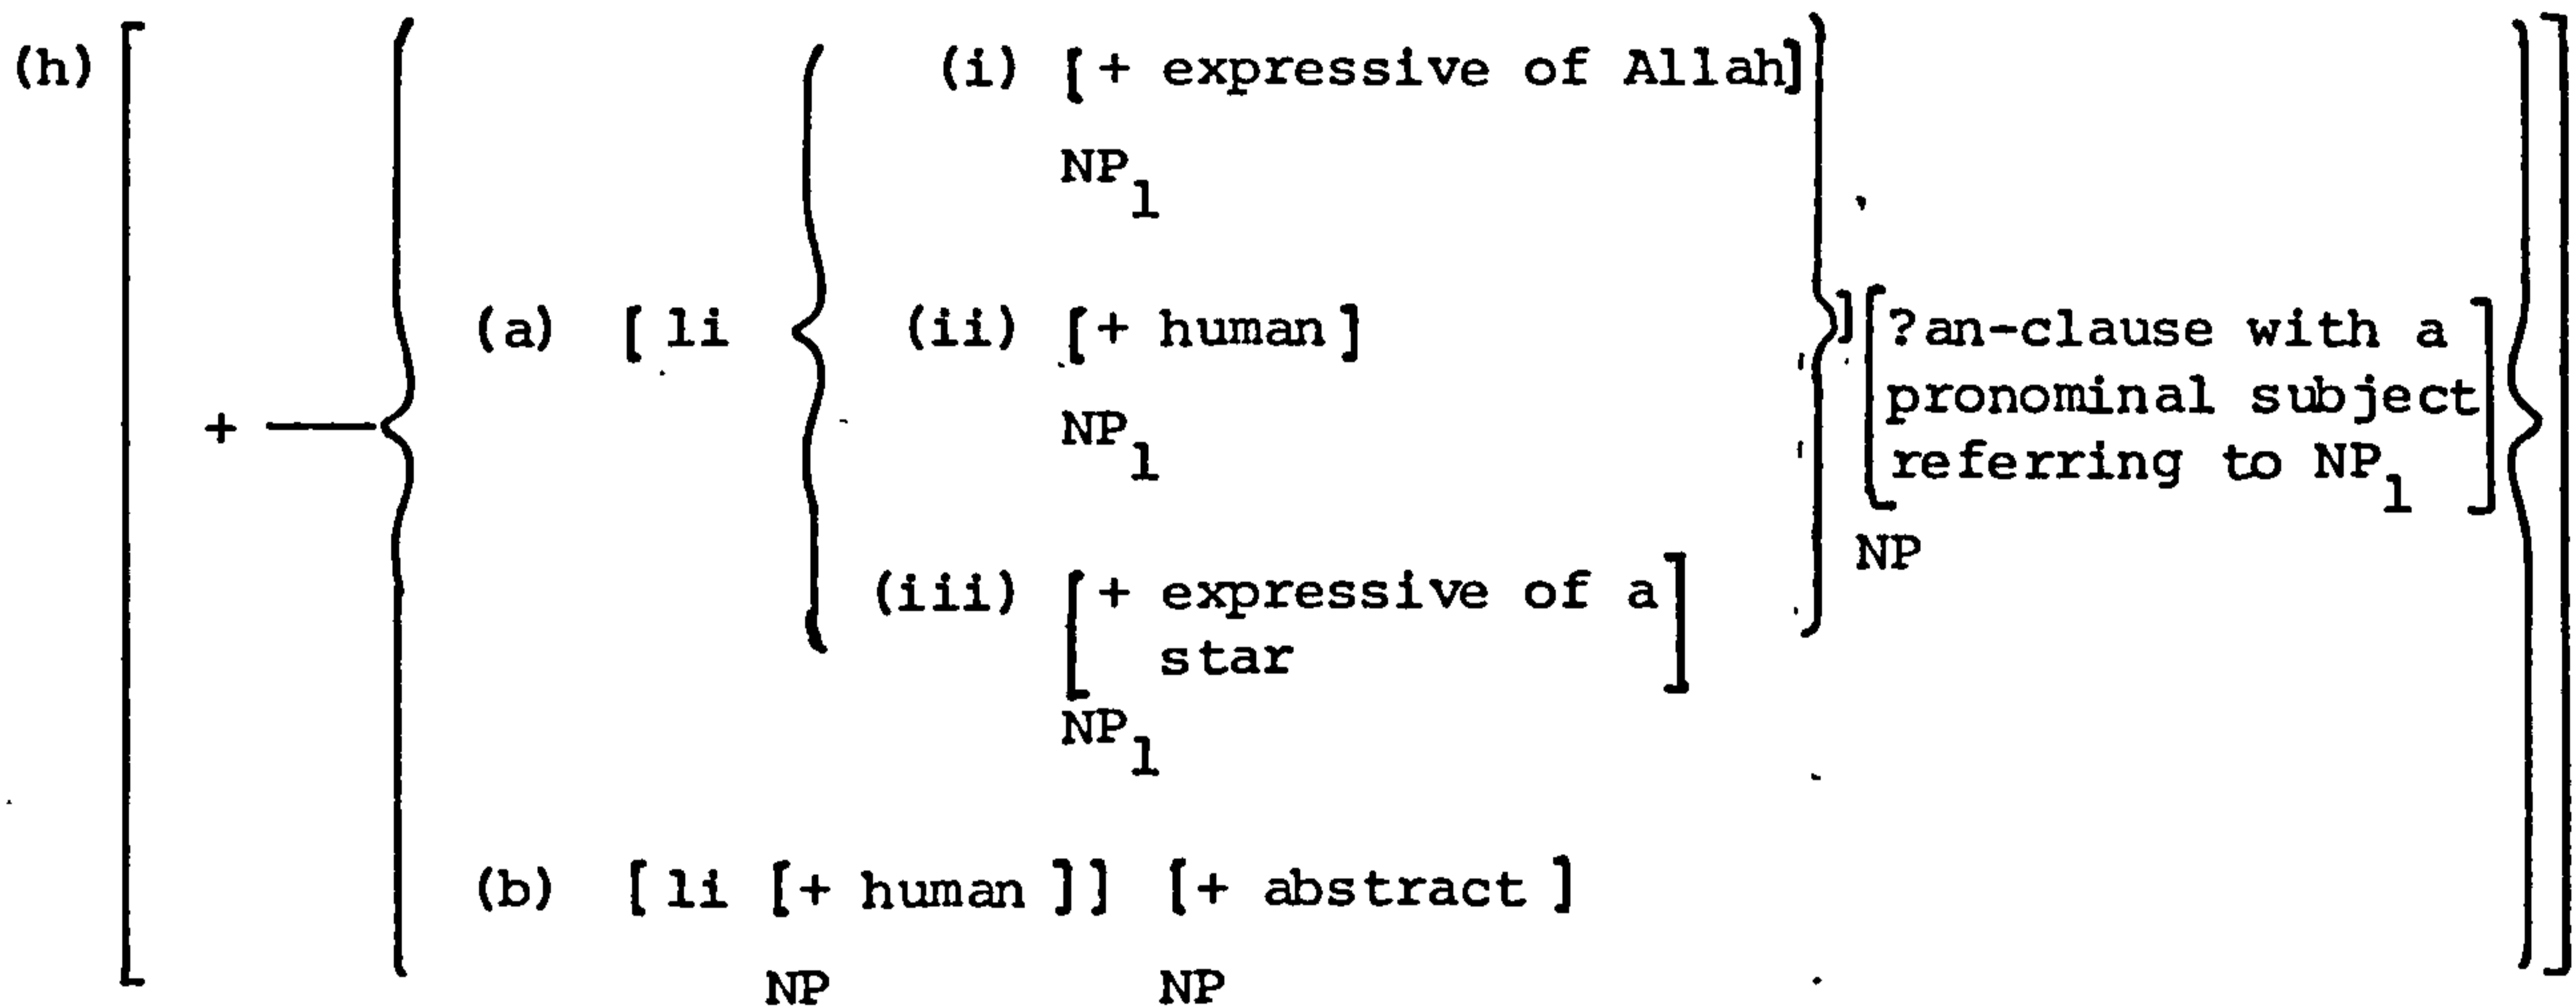 (h) [ (i) [+ expressive of Allah]
NP1
+ —— (a) [ li (ii) [+ human] ] [?an-clause with a
pronominal subject
NP1 referring to NP1]
NP
(iii) [+ expressive of a
star]
NP1
(b) [ li [+ human ]] [+ abstract ]
NP NP